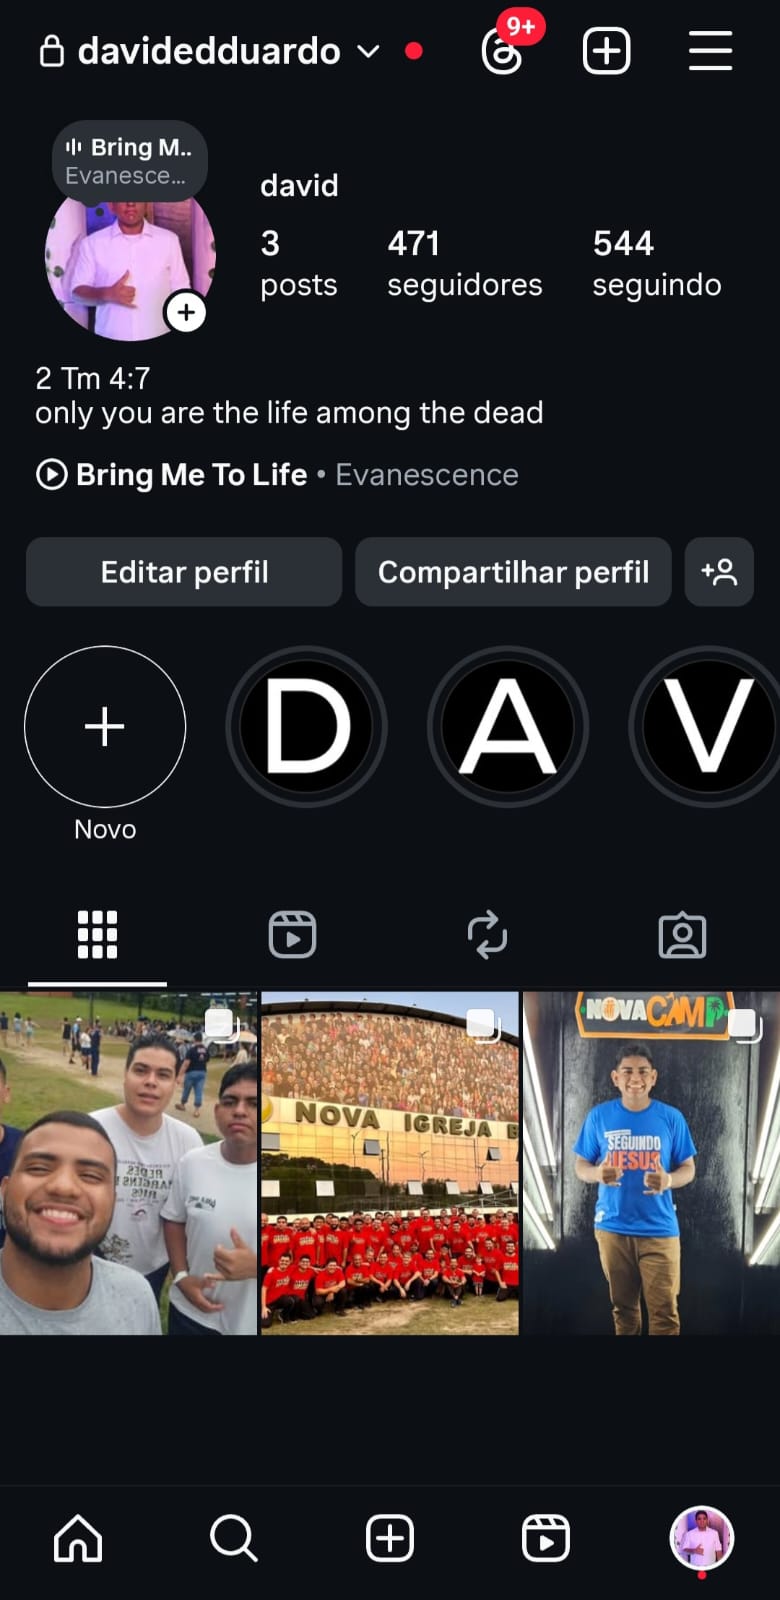 davidedduardo
9+
Bring M..
Evanesce...
david
3
471
544
posts
seguidores
seguindo
2 Tm 4:7
only you are the life among the dead
Bring Me To Life • Evanescence
Editar perfil
Compartilhar perfil
D
A
V
Novo
NOVA IGREJA B
NOVACAMP
SEGUINDO
JESUS